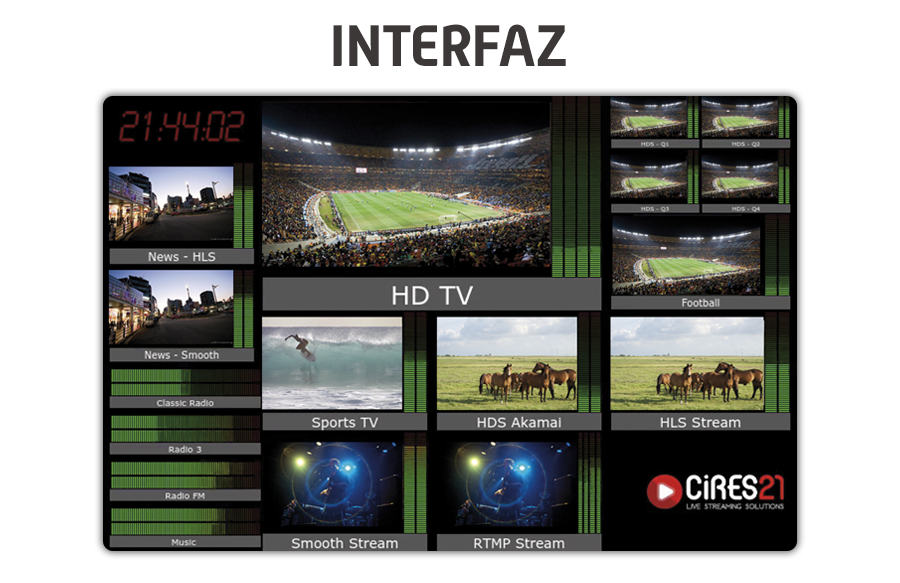 INTERFAZ
21:44:02
News - HLS
News - Smooth
Classic Radio
Radio 3
Radio FM
Music
HD TV
Sports TV
HDS Akamai
HLS Stream
Smooth Stream
RTMP Stream
HDS - Q1
HDS - Q2
HDS - Q3
HDS - Q4
Football
CiRES21
LIVE STREAMING SOLUTIONS